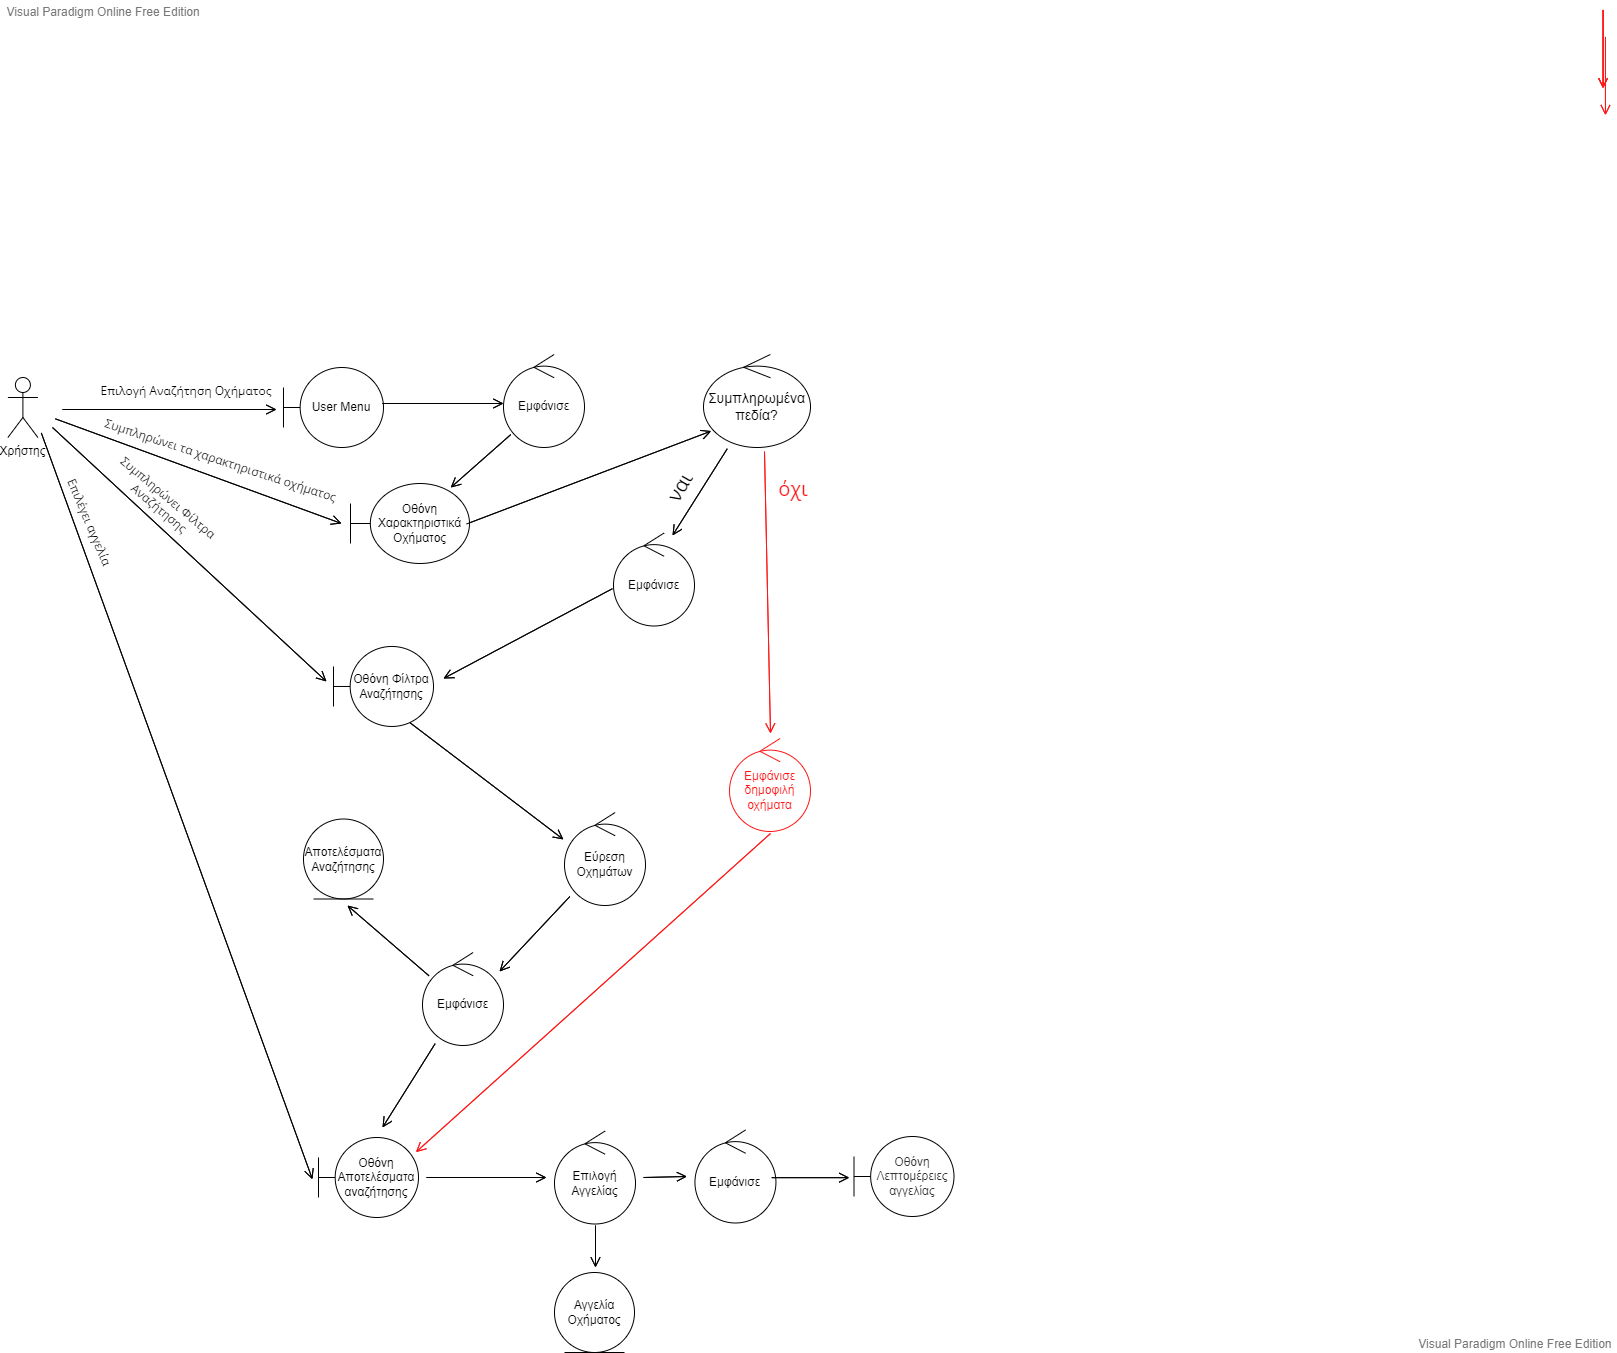 Visual Paradigm Online Free Edition
Επιλογή Αναζήτηση Οχήματος
User Menu
Εμφάνισε
Συμπληρωμένα
πεδία?
Χρήστης
Συμπληρώνει τα χαρακτηριστικά οχήματος
Συμπληρώνει Φίλτρα
Αναζήτησης
Επιλέγει αγγελία
Οθόνη
Χαρακτηριστικά
Οχήματος
ναι
όχι
Εμφάνισε
Οθόνη Φίλτρα
Αναζήτησης
Εμφάνισε
δημοφιλή
οχήματα
Αποτελέσματα
Αναζήτησης
Εύρεση
Οχημάτων
Εμφάνισε
Οθόνη
Αποτελέσματα
αναζήτησης
Επιλογή
Αγγελίας
Εμφάνισε
Οθόνη
Λεπτομέρειες
αγγελίας
Αγγελία
Οχήματος
Visual Paradigm Online Free Edition